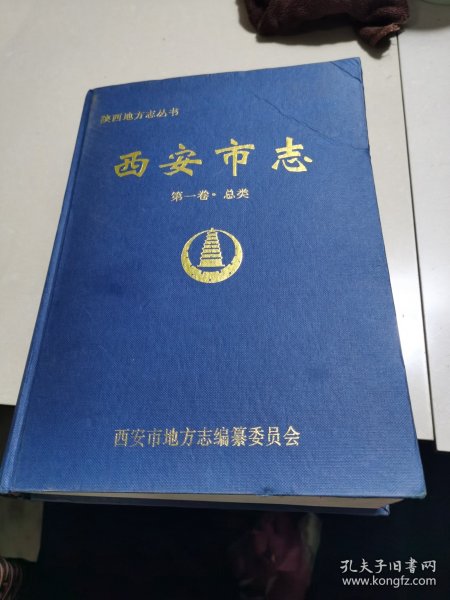 陕西地方志丛书
西安市志
第一卷·总类
西安市地方志编纂委员会
孔夫子旧书网
www.kongfz.com